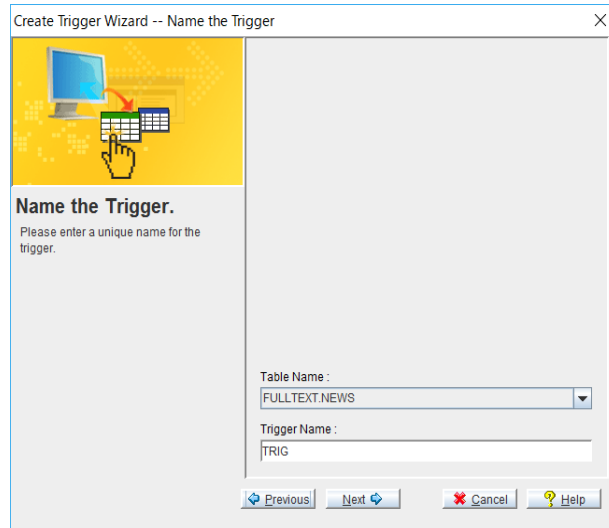 Create Trigger Wizard -- Name the Trigger
Name the Trigger.
Please enter a unique name for the
trigger.
Table Name :
FULLTEXT.NEWS
Trigger Name :
TRIG
Previous Next Cancel Help